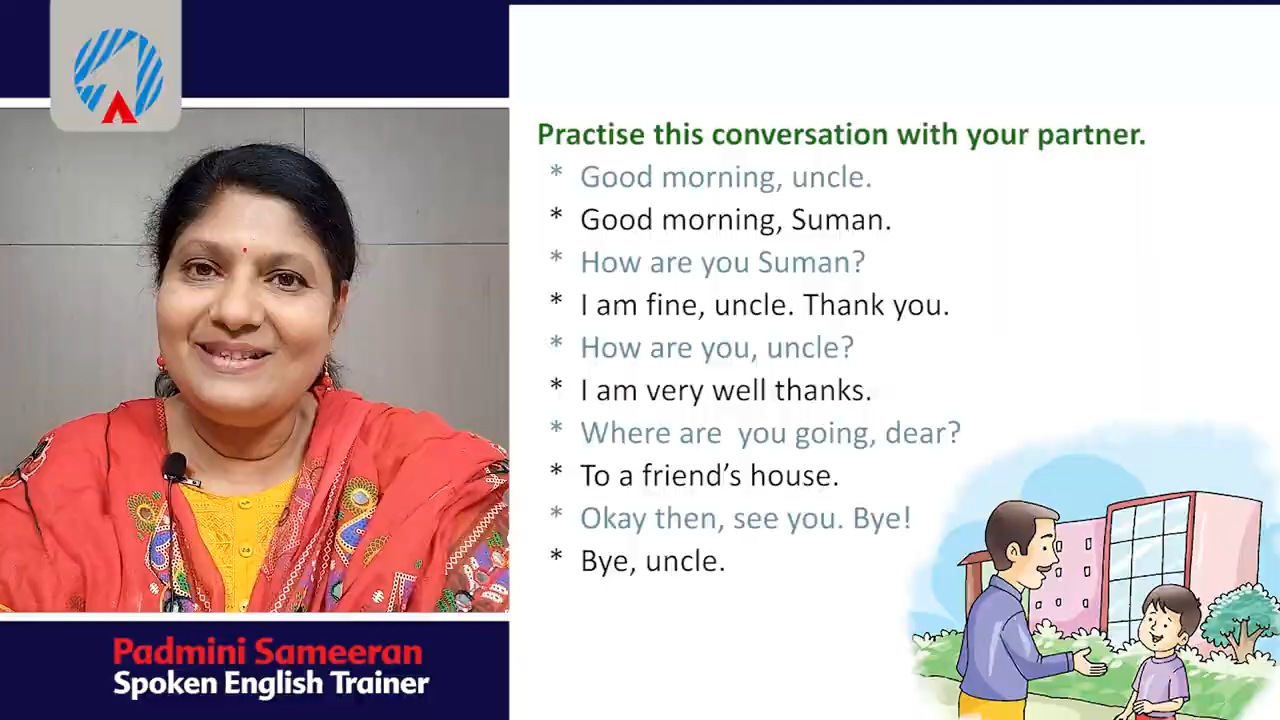 Practise this conversation with your partner.
* Good morning, uncle.
* Good morning, Suman.
* How are you Suman?
* I am fine, uncle. Thank you.
* How are you, uncle?
* I am very well thanks.
* Where are  you going, dear?
* To a friend’s house.
* Okay then, see you. Bye!
* Bye, uncle.
Padmini Sameeran
Spoken English Trainer